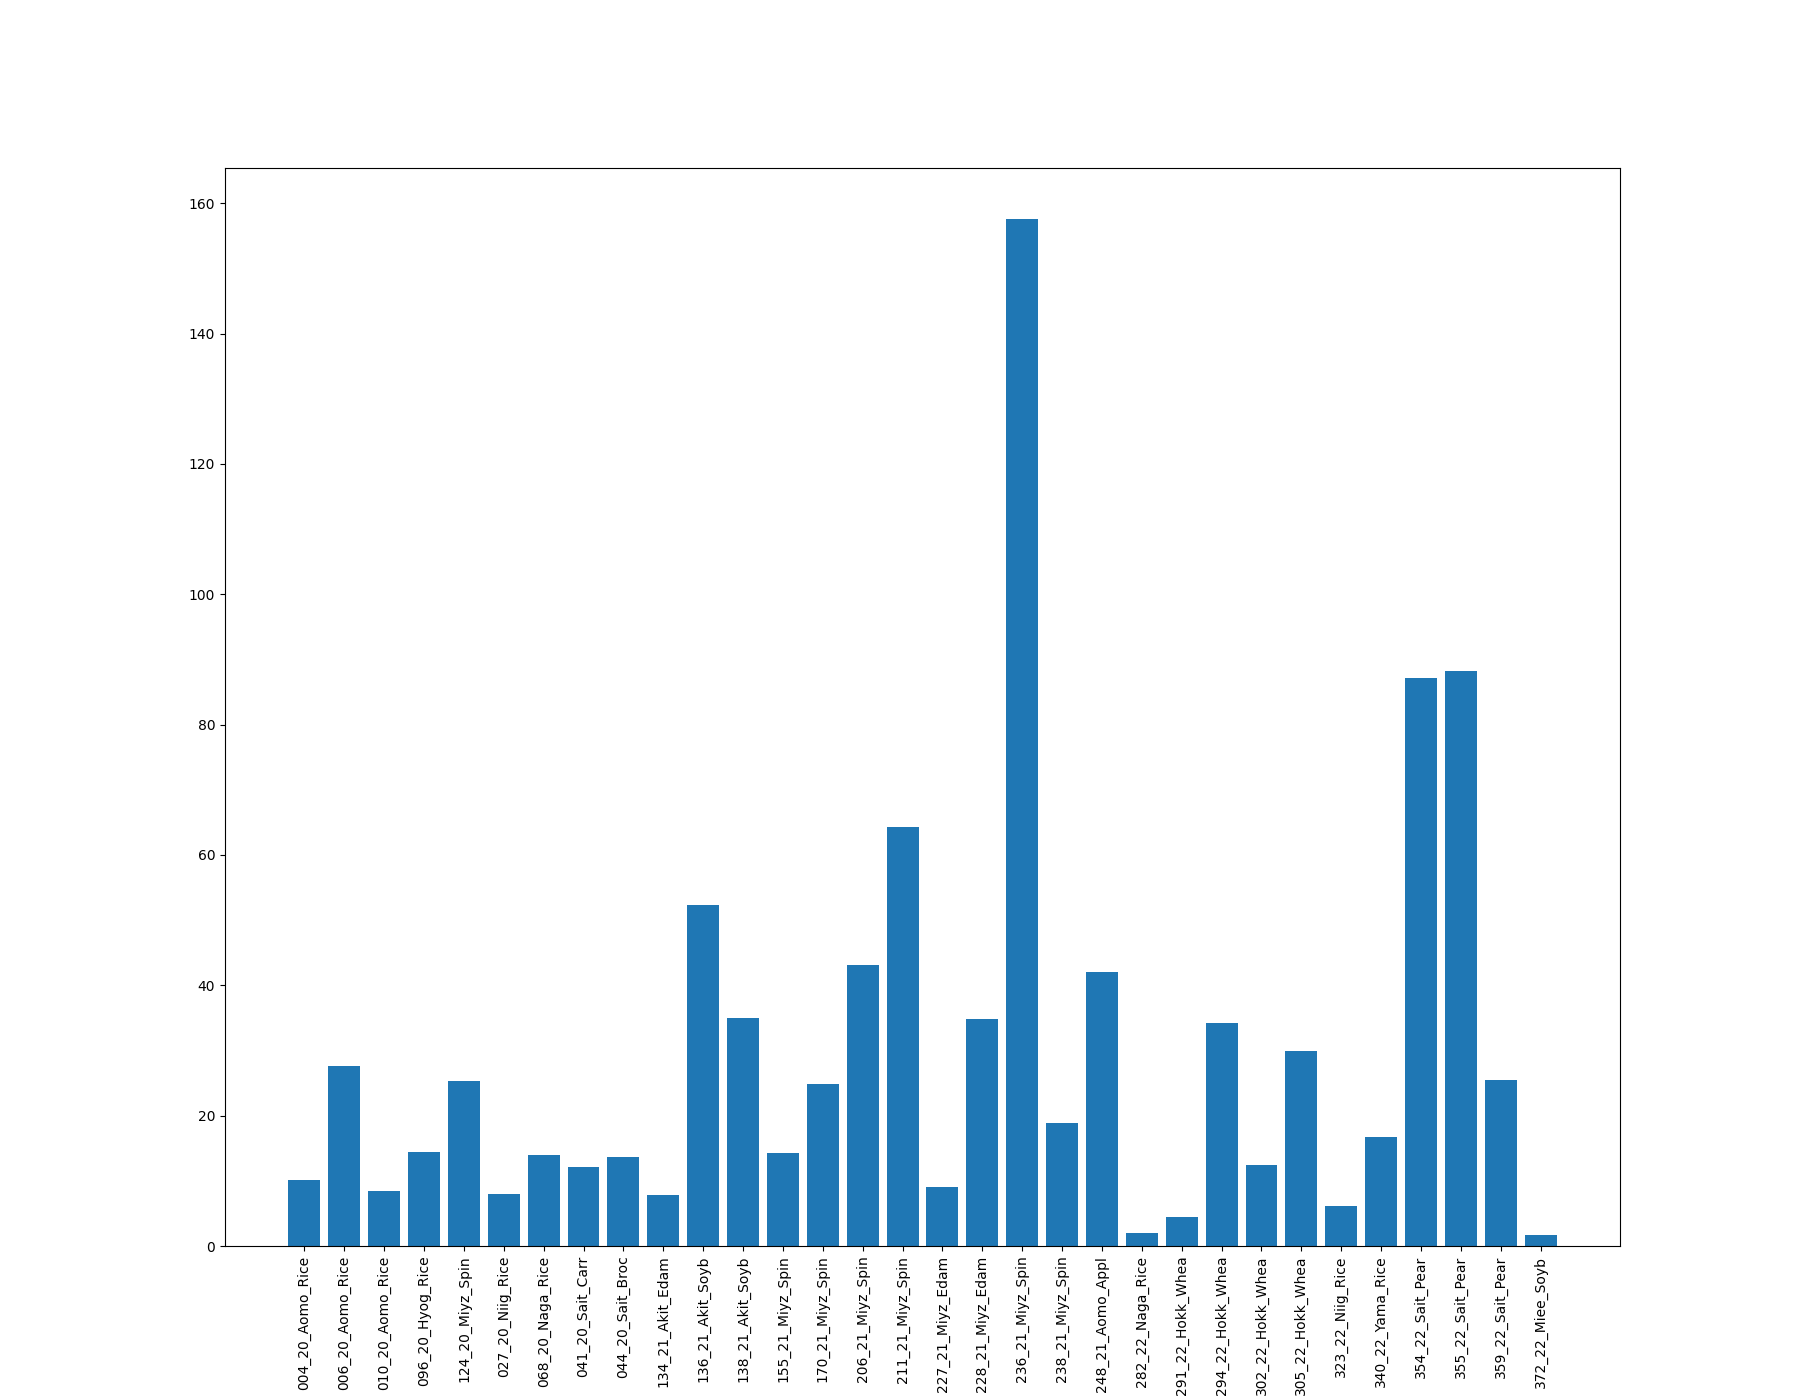 160
140
120
100
80
60
40
20
0
004_20_Aomo_Rice
006_20_Aomo_Rice
010_20_Aomo_Rice
096_20_Hyog_Rice
124_20_Miyz_Spin
027_20_Niig_Rice
068_20_Naga_Rice
041_20_Sait_Carr
044_20_Sait_Broc
134_21_Akit_Edam
136_21_Akit_Soyb
138_21_Akit_Soyb
155_21_Miyz_Spin
170_21_Miyz_Spin
206_21_Miyz_Spin
211_21_Miyz_Spin
227_21_Miyz_Edam
228_21_Miyz_Edam
236_21_Miyz_Spin
238_21_Miyz_Spin
248_21_Aomo_Appl
282_22_Naga_Rice
291_22_Hokk_Whea
294_22_Hokk_Whea
302_22_Hokk_Whea
305_22_Hokk_Whea
323_22_Niig_Rice
340_22_Yama_Rice
354_22_Sait_Pear
355_22_Sait_Pear
359_22_Sait_Pear
372_22_Miee_Soyb